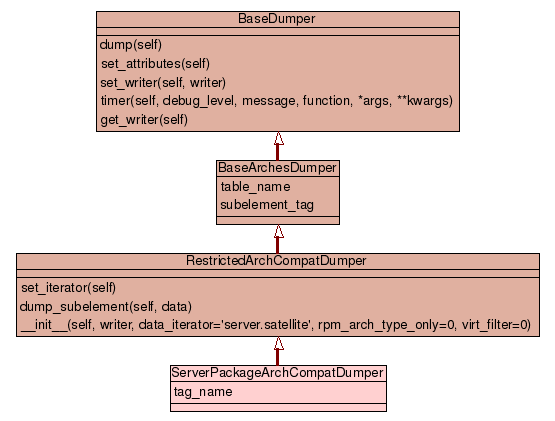 BaseDumper
dump(self)
set_attributes(self)
set_writer(self, writer)
timer(self, debug_level, message, function, *args, **kwargs)
get_writer(self)
BaseArchesDumper
table_name
subelement_tag
RestrictedArchCompatDumper
set_iterator(self)
dump_subelement(self, data)
__init__(self, writer, data_iterator='server.satellite', rpm_arch_type_only=0, virt_filter=0)
ServerPackageArchCompatDumper
tag_name